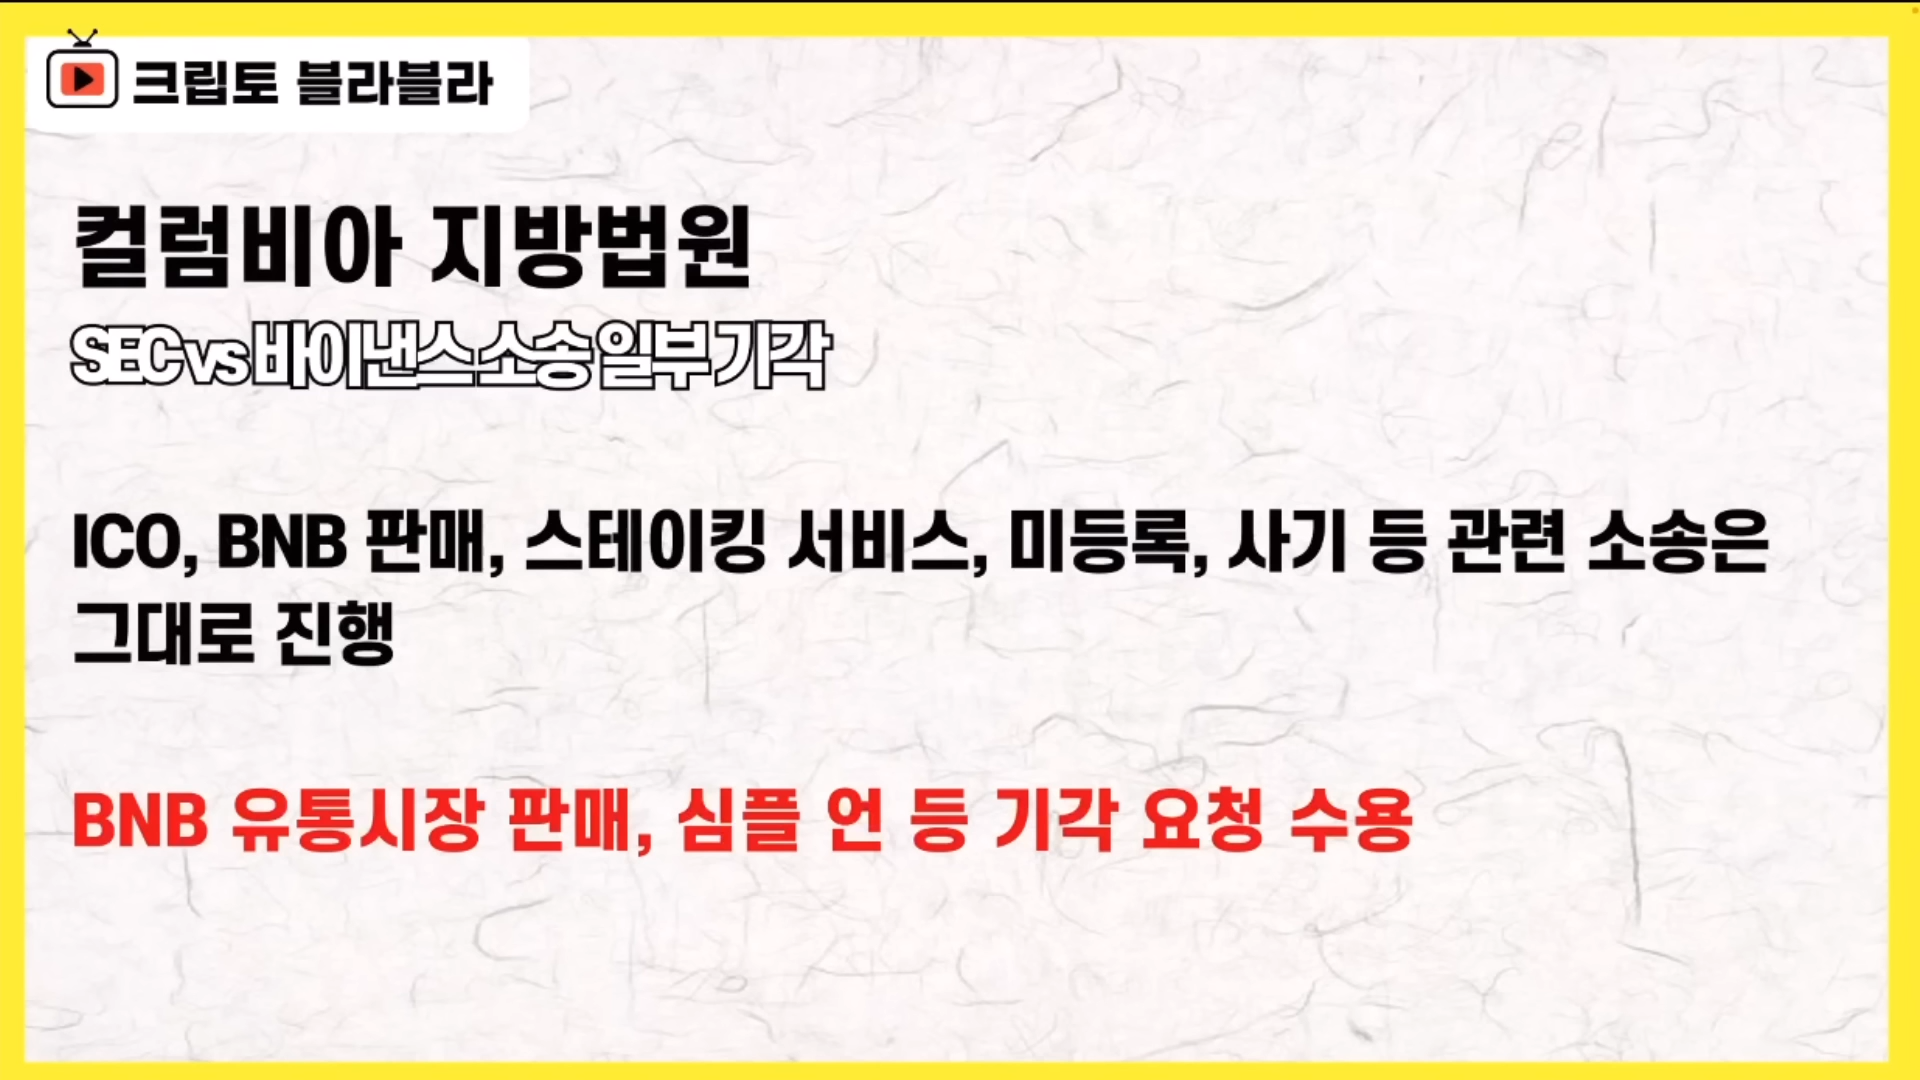 크립토 블라블라
컬럼비아 지방법원
SEC vs 바이낸스 소송 일부 기각
ICO, BNB 판매, 스테이킹 서비스, 미등록, 사기 등 관련 소송은
그대로 진행
BNB 유통시장 판매, 심플 언 등 기각 요청 수용